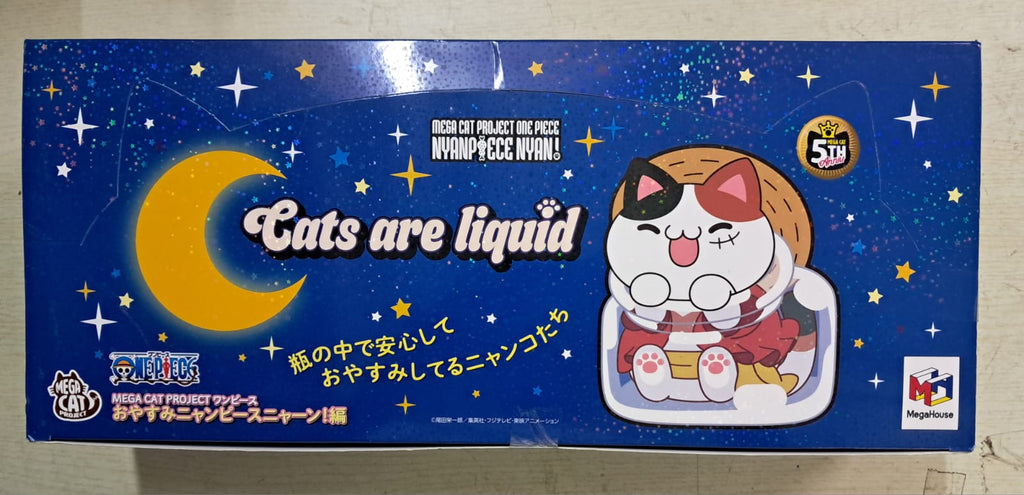 MEGA CAT PROJECT ONE PIECE
NYANPIECE NYAN!
MEGA CAT
5TH
Anniv
Cats are liquid
瓶の中で安心して
おやすみしてるニャンコたち
ONE PIECE
MEGA
CAT
PROJECT
MEGA CAT PROJECT ワンピース
おやすみニャンピースニャーン!編
©尾田栄一郎/集英社・フジテレビ・東映アニメーション
MegaHouse